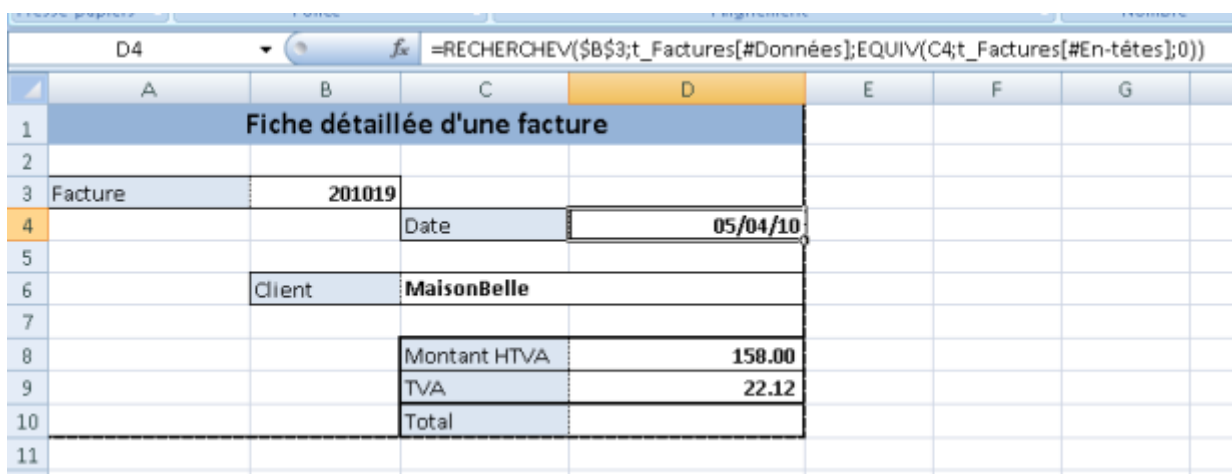 D4 fx =RECHERCHEV($B$3;t_Factures[#Données];EQUIV(C4;t_Factures[#En-têtes];0))
A B C D E F G
1 Fiche détaillée d'une facture
2
3 Facture 201019
4 Date 05/04/10
5
6 Client MaisonBelle
7
8 Montant HTVA 158.00
9 TVA 22.12
10 Total
11